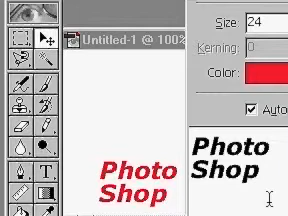 Size: 24
Untitled-1 @ 100%
Kerning: 0
Color:
Auto
Photo
Shop
Photo
Shop
T